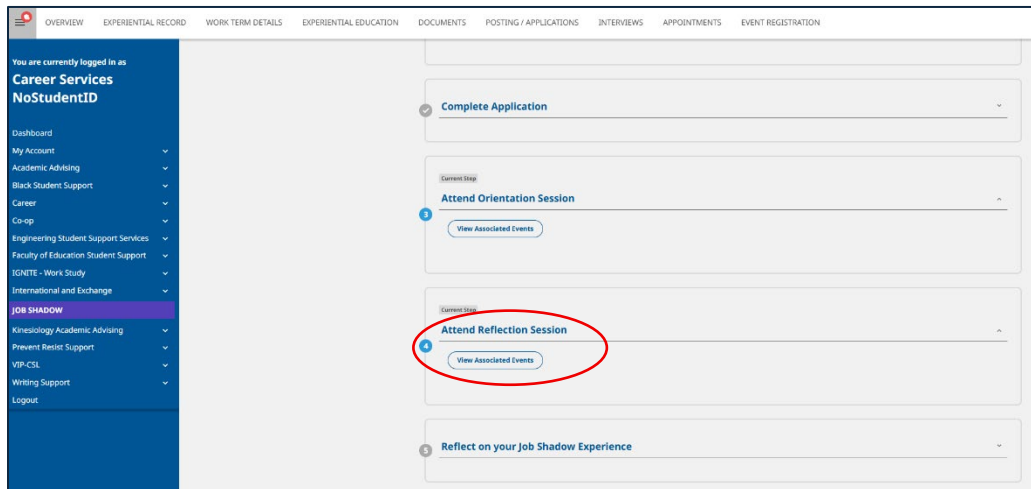 OVERVIEW EXPERIENTIAL RECORD WORK TERM DETAILS EXPERIENTIAL EDUCATION DOCUMENTS POSTING / APPLICATIONS INTERVIEWS APPOINTMENTS EVENT REGISTRATION
You are currently logged in as
Career Services
NoStudentID
Dashboard
My Account
Academic Advising
Black Student Support
Career
Co-op
Engineering Student Support Services
Faculty of Education Student Support
IGNITE - Work Study
International and Exchange
JOB SHADOW
Kinesiology Academic Advising
Prevent Resist Support
VIP-CSL
Writing Support
Logout
Complete Application
Current Step
Attend Orientation Session
3
View Associated Events
Current Step
Attend Reflection Session
4
View Associated Events
5
Reflect on your Job Shadow Experience